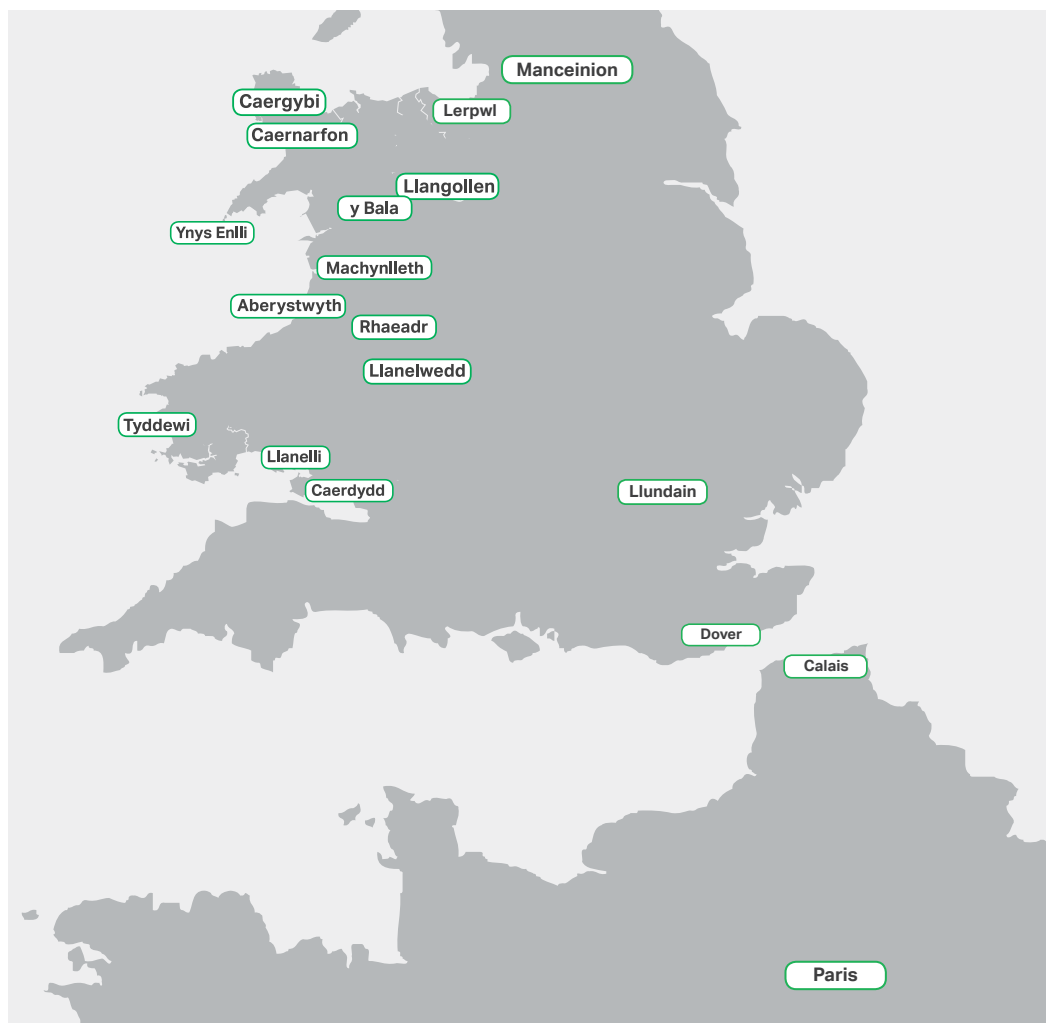 Manceinion
Caergybi
Lerpwl
Caernarfon
Llangollen
y Bala
Ynys Enlli
Machynlleth
Aberystwyth
Rhaeadr
Llanelwedd
Tyddewi
Llanelli
Caerdydd
Llundain
Dover
Calais
Paris